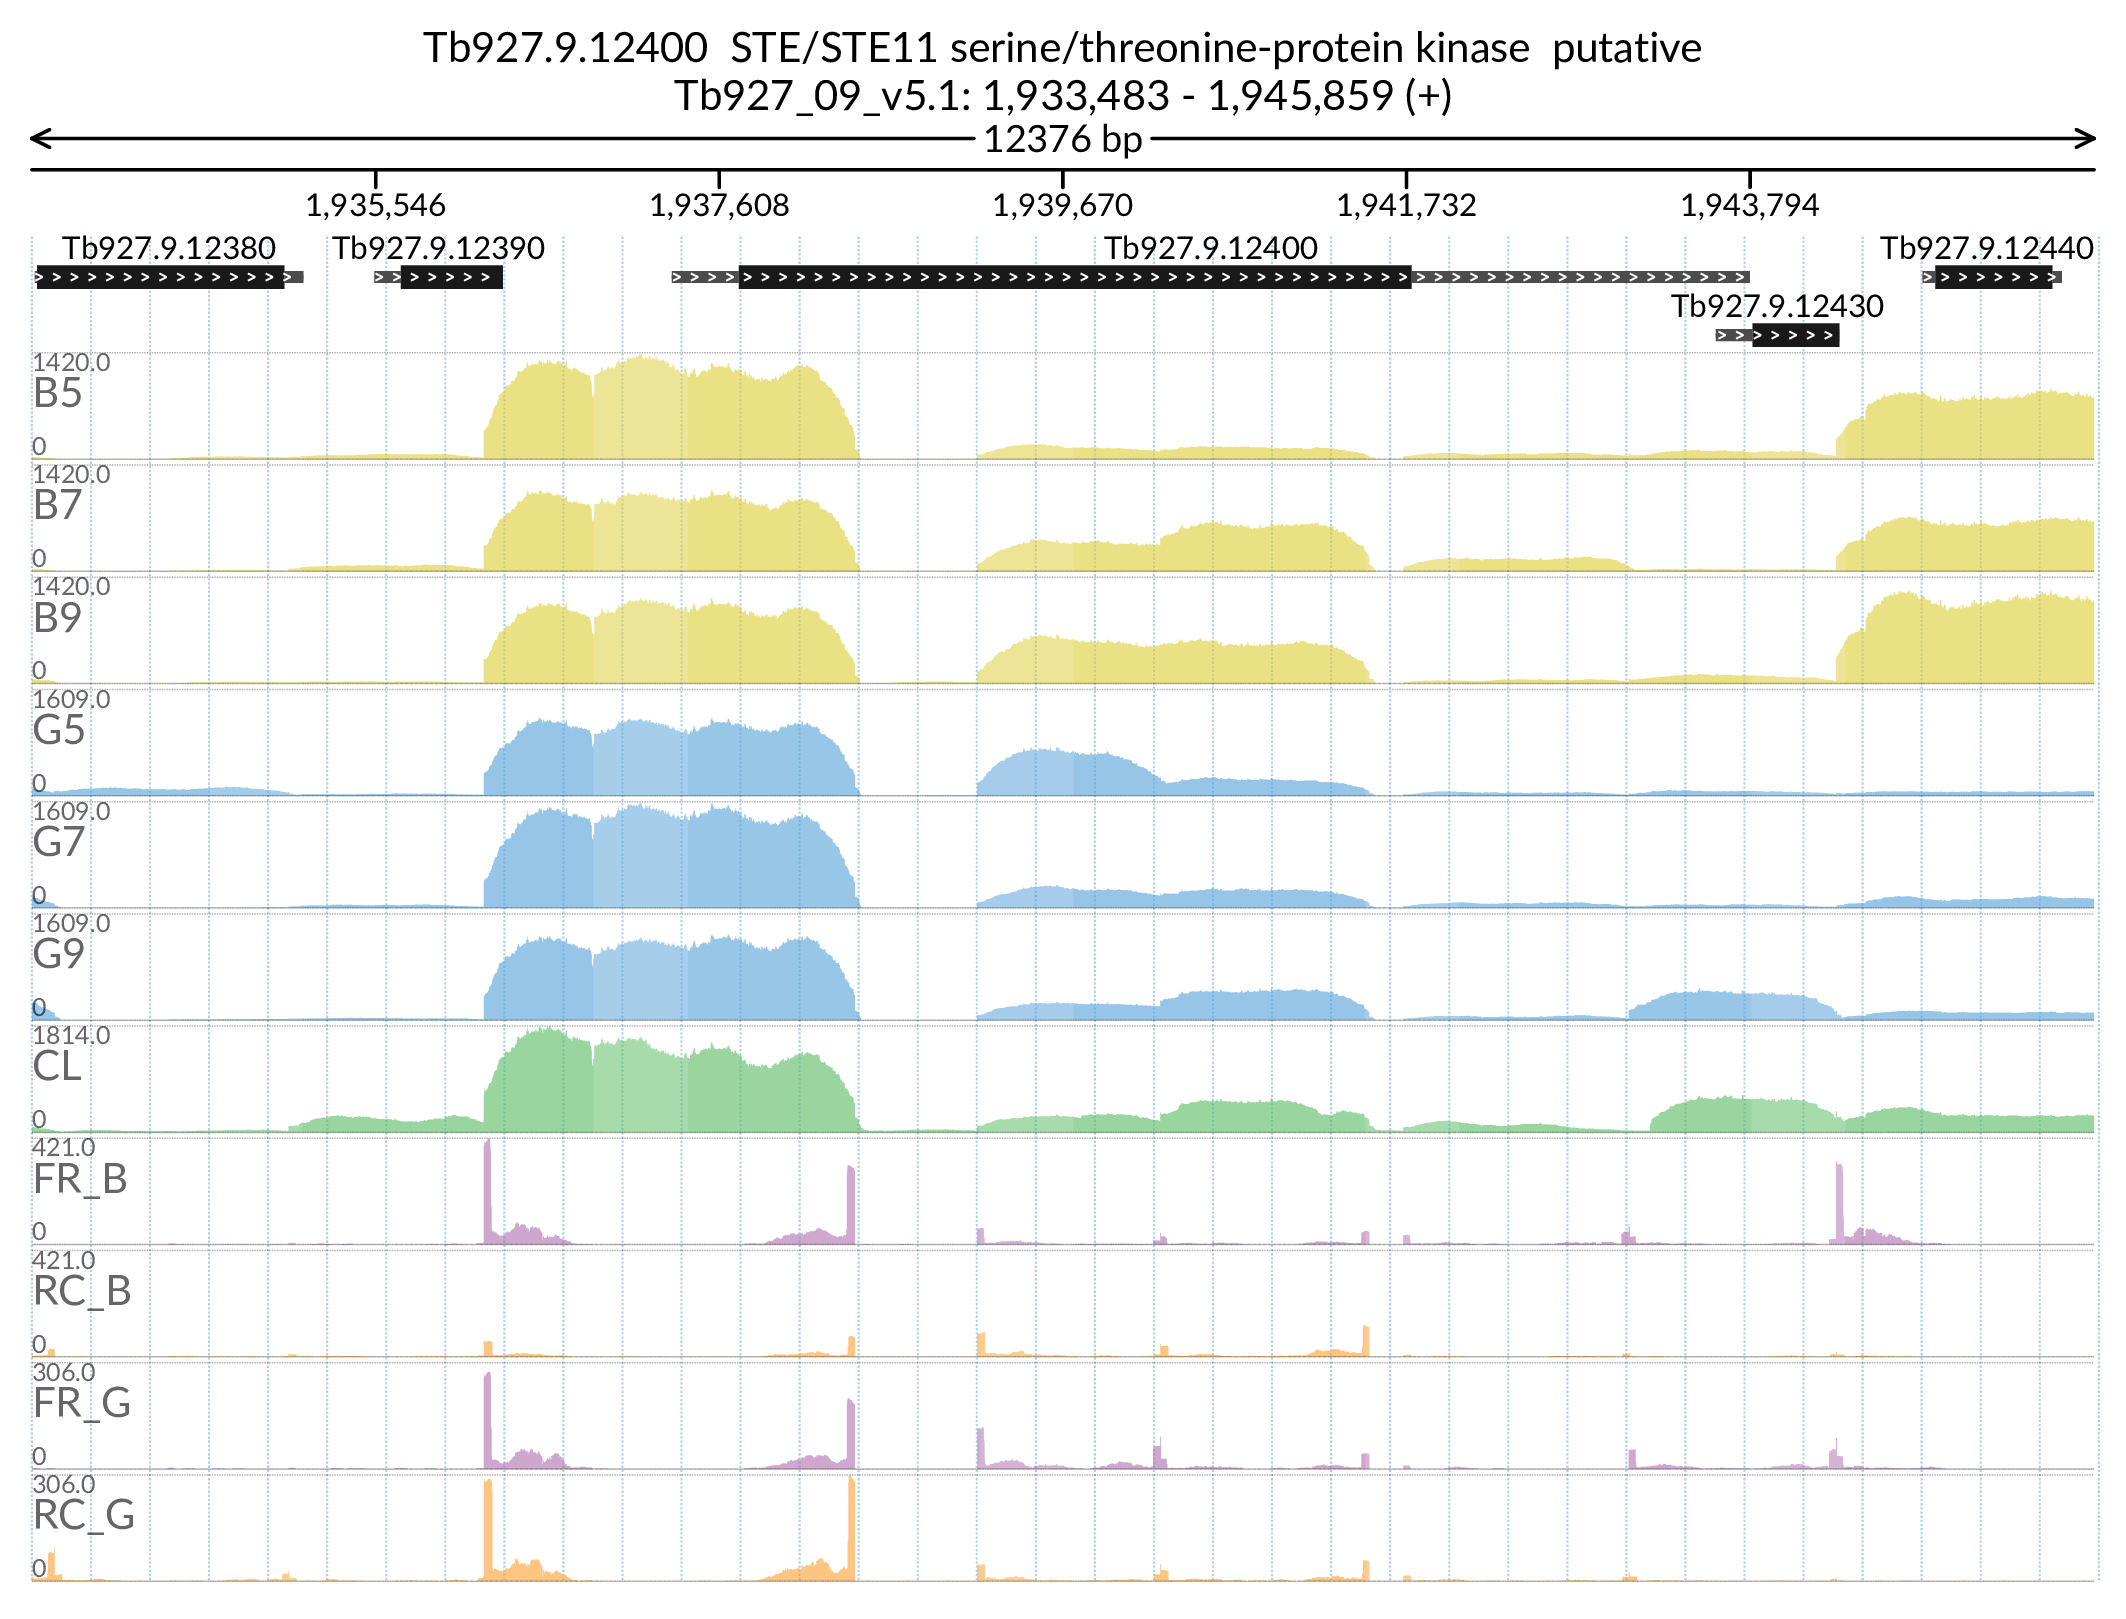 Tb927.9.12400  STE/STE11 serine/threonine-protein kinase  putative
Tb927_09_v5.1: 1,933,483 - 1,945,859 (+)
12376 bp
1,935,546 1,937,608 1,939,670 1,941,732 1,943,794
Tb927.9.12380 Tb927.9.12390 Tb927.9.12400 Tb927.9.12440
Tb927.9.12430
1420.0
B5
0
1420.0
B7
0
1420.0
B9
0
1609.0
G5
0
1609.0
G7
0
1609.0
G9
0
1814.0
CL
0
421.0
FR_B
0
421.0
RC_B
0
306.0
FR_G
0
306.0
RC_G
0